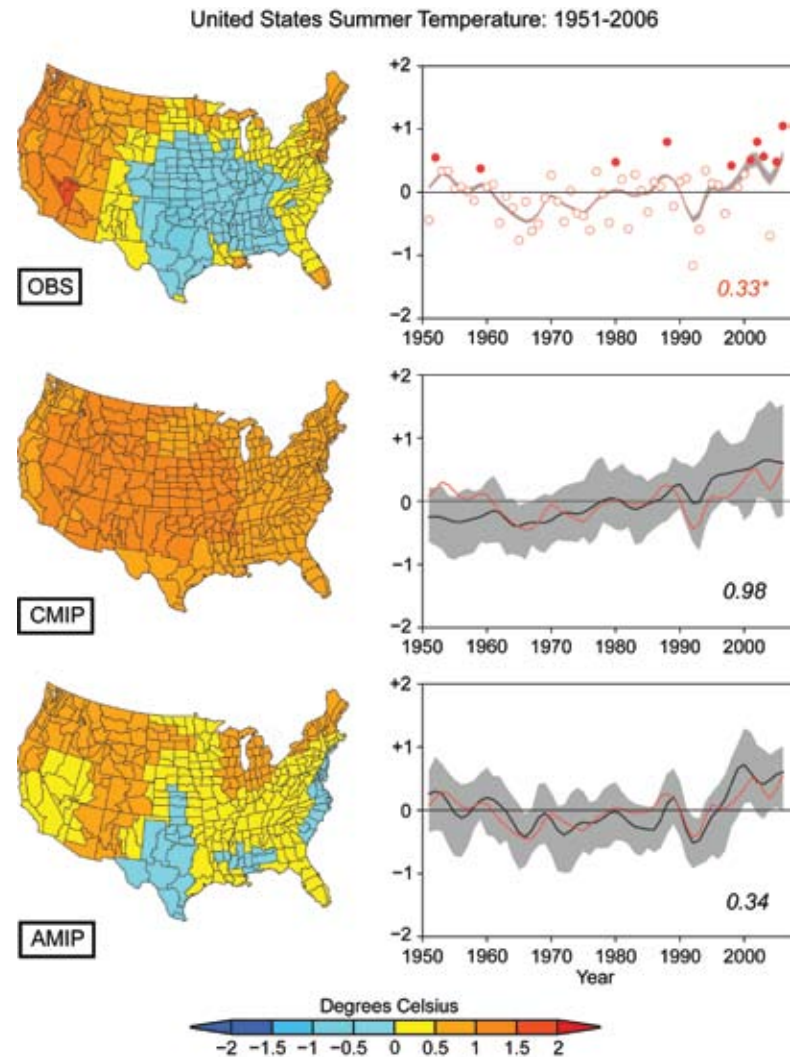 United States Summer Temperature: 1951-2006
+2
+1
0
−1
−2
0.33*
1950 1960 1970 1980 1990 2000
OBS
+2
+1
0
−1
−2
0.98
1950 1960 1970 1980 1990 2000
CMIP
+2
+1
0
−1
−2
0.34
1950 1960 1970 1980 1990 2000
Year
AMIP
Degrees Celsius
−2 −1.5 −1 −0.5 0 0.5 1 1.5 2